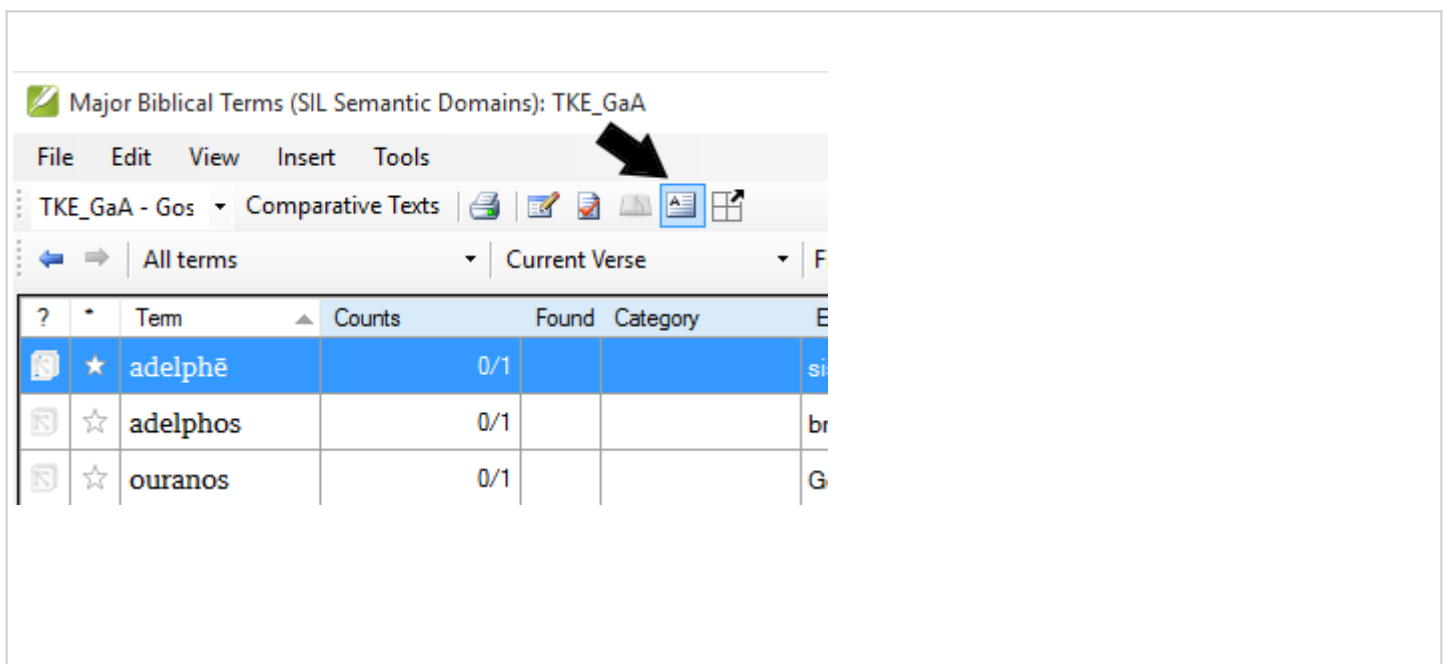 Major Biblical Terms (SIL Semantic Domains): TKE_GaA
File Edit View Insert Tools
TKE_GaA - Gos Comparative Texts
All terms Current Verse
? * Term Counts Found Category
adelphē 0/1
adelphos 0/1
ouranos 0/1